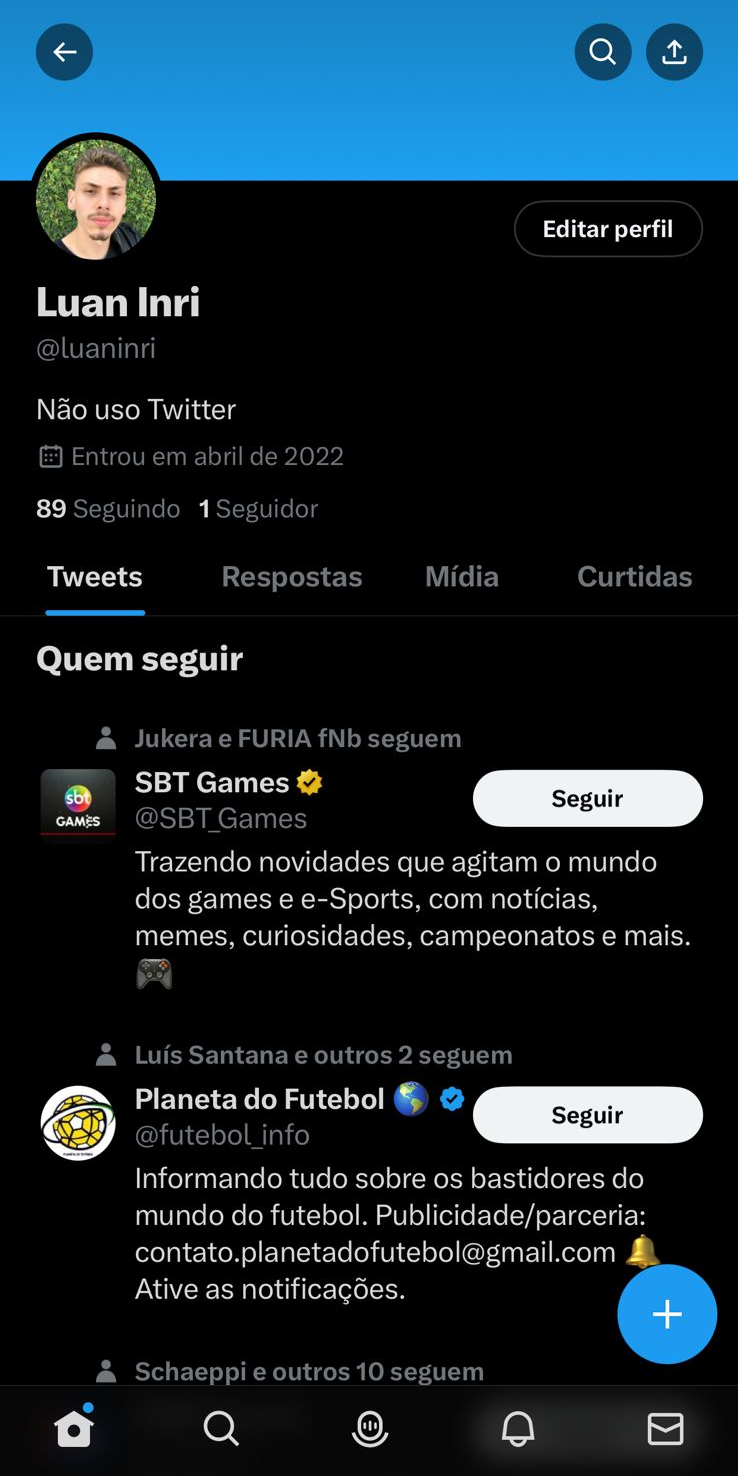 Editar perfil
Luan Inri
@luaninri
Não uso Twitter
Entrou em abril de 2022
89 Seguindo 1 Seguidor
Tweets Respostas Mídia Curtidas
Quem seguir
Jukera e FURIA fNb seguem
sbt
GAMES
SBT Games
@SBT_Games
Seguir
Trazendo novidades que agitam o mundo
dos games e e-Sports, com notícias,
memes, curiosidades, campeonatos e mais.
🎮
Luís Santana e outros 2 seguem
Planeta do Futebol 🌎
@futebol_info
Seguir
Informando tudo sobre os bastidores do
mundo do futebol. Publicidade/parceria:
contato.planetadofutebol@gmail.com 🔔
Ative as notificações.
Schaeppi e outros 10 seguem